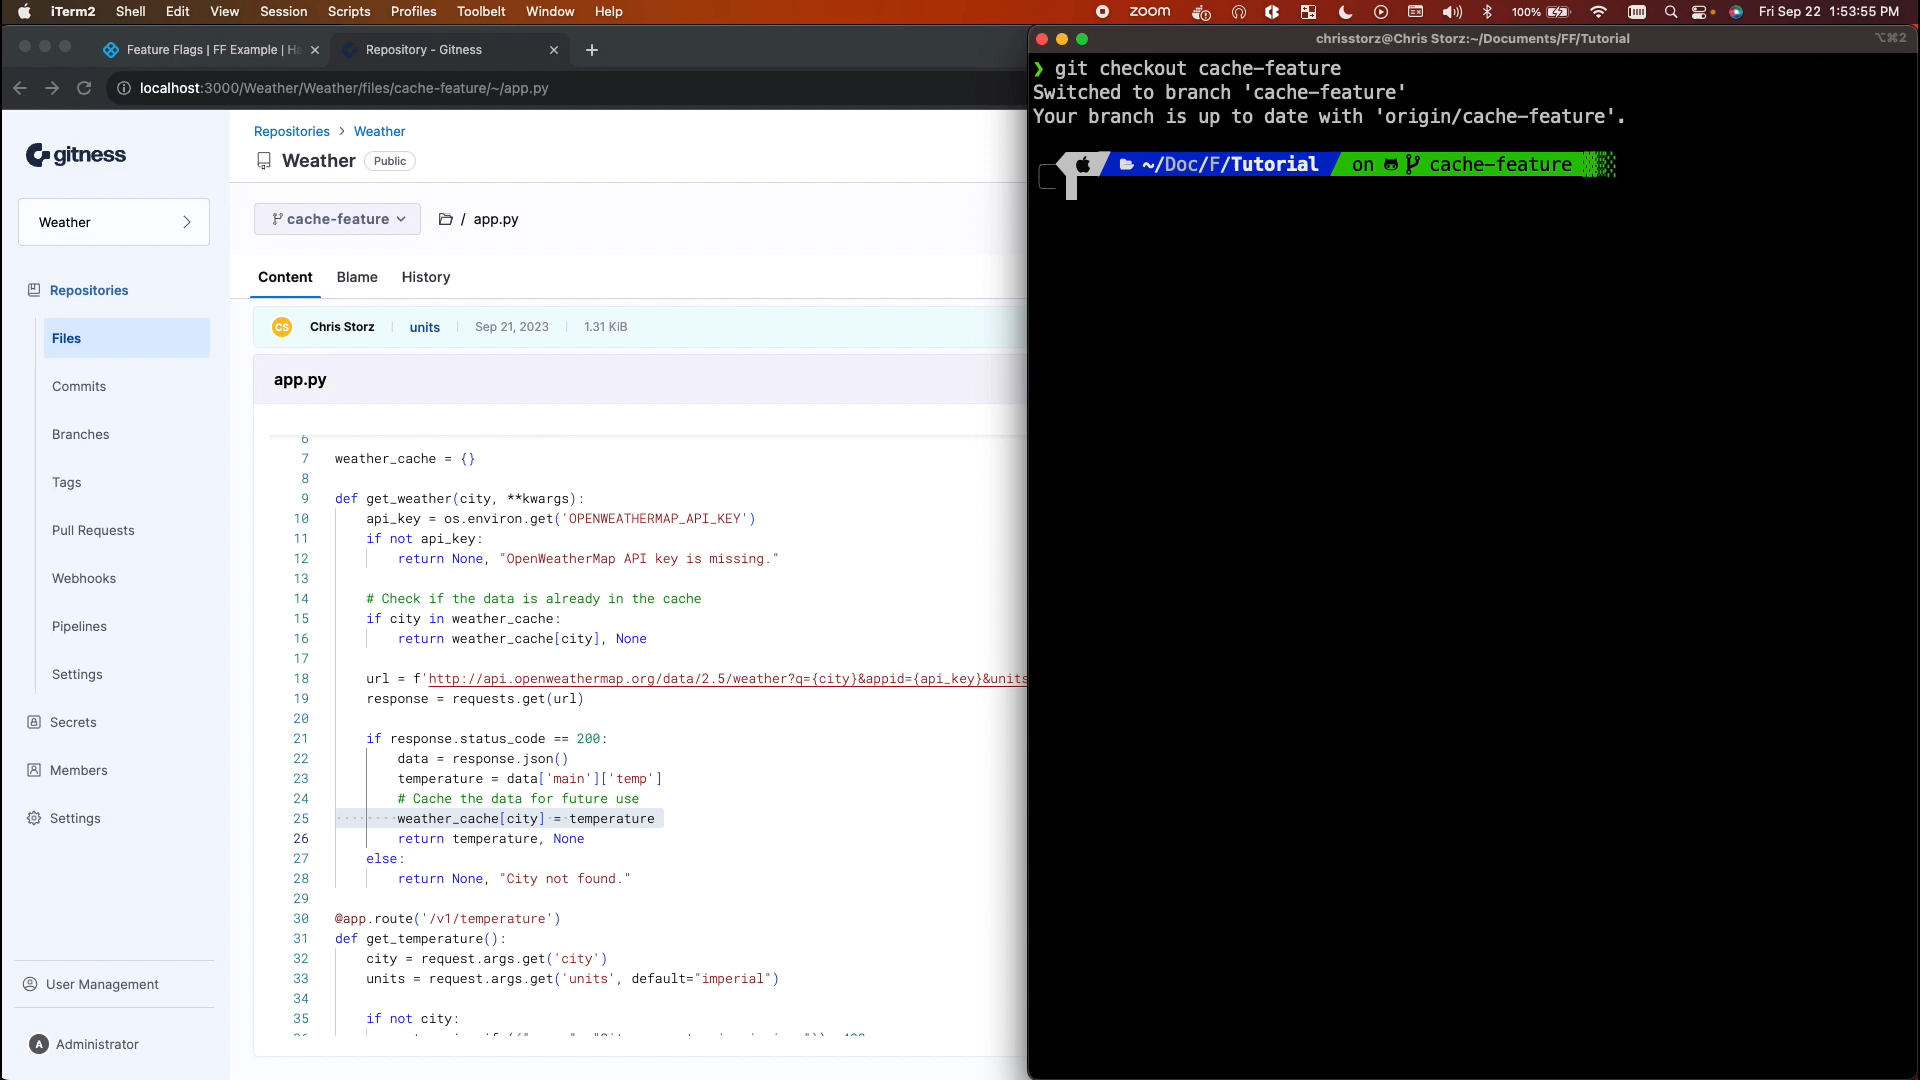 iTerm2 Shell Edit View Session Scripts Profiles Toolbelt Window Help zoom 100% Fri Sep 22 1:53:55 PM
Feature Flags | FF Example | Ha
Repository - Gitness
localhost:3000/Weather/Weather/files/cache-feature/~/app.py
gitness
Weather
Repositories
Files
Commits
Branches
Tags
Pull Requests
Webhooks
Pipelines
Settings
Secrets
Members
Settings
User Management
A Administrator
Repositories > Weather
Weather Public
cache-feature / app.py
Content Blame History
CS Chris Storz units Sep 21, 2023 1.31 KiB
app.py
6
7 weather_cache = {}
8
9 def get_weather(city, **kwargs):
10 api_key = os.environ.get('OPENWEATHERMAP_API_KEY')
11 if not api_key:
12 return None, "OpenWeatherMap API key is missing."
13
14 # Check if the data is already in the cache
15 if city in weather_cache:
16 return weather_cache[city], None
17
18 url = f'http://api.openweathermap.org/data/2.5/weather?q={city}&appid={api_key}&units
19 response = requests.get(url)
20
21 if response.status_code == 200:
22 data = response.json()
23 temperature = data['main']['temp']
24 # Cache the data for future use
25 weather_cache[city] = temperature
26 return temperature, None
27 else:
28 return None, "City not found."
29
30 @app.route('/v1/temperature')
31 def get_temperature():
32 city = request.args.get('city')
33 units = request.args.get('units', default="imperial")
34
35 if not city:
chrisstorz@Chris Storz:~/Documents/FF/Tutorial ⌥⌘2
❯ git checkout cache-feature
Switched to branch 'cache-feature'
Your branch is up to date with 'origin/cache-feature'.
~/Doc/F/Tutorial on cache-feature